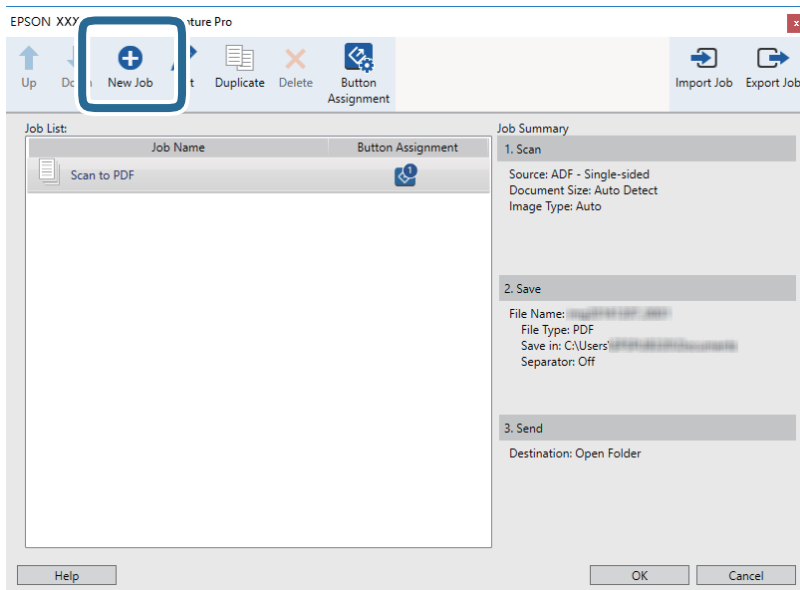 EPSON XXX ture Pro
Up
New Job
Duplicate
Delete
Button
Assignment
Import Job
Export Job
Job List:
Job Name
Button Assignment
Scan to PDF
1
Job Summary
1. Scan
Source: ADF - Single-sided
Document Size: Auto Detect
Image Type: Auto
2. Save
File Name:
File Type: PDF
Save in: C:\Users\
Separator: Off
3. Send
Destination: Open Folder
Help
OK
Cancel